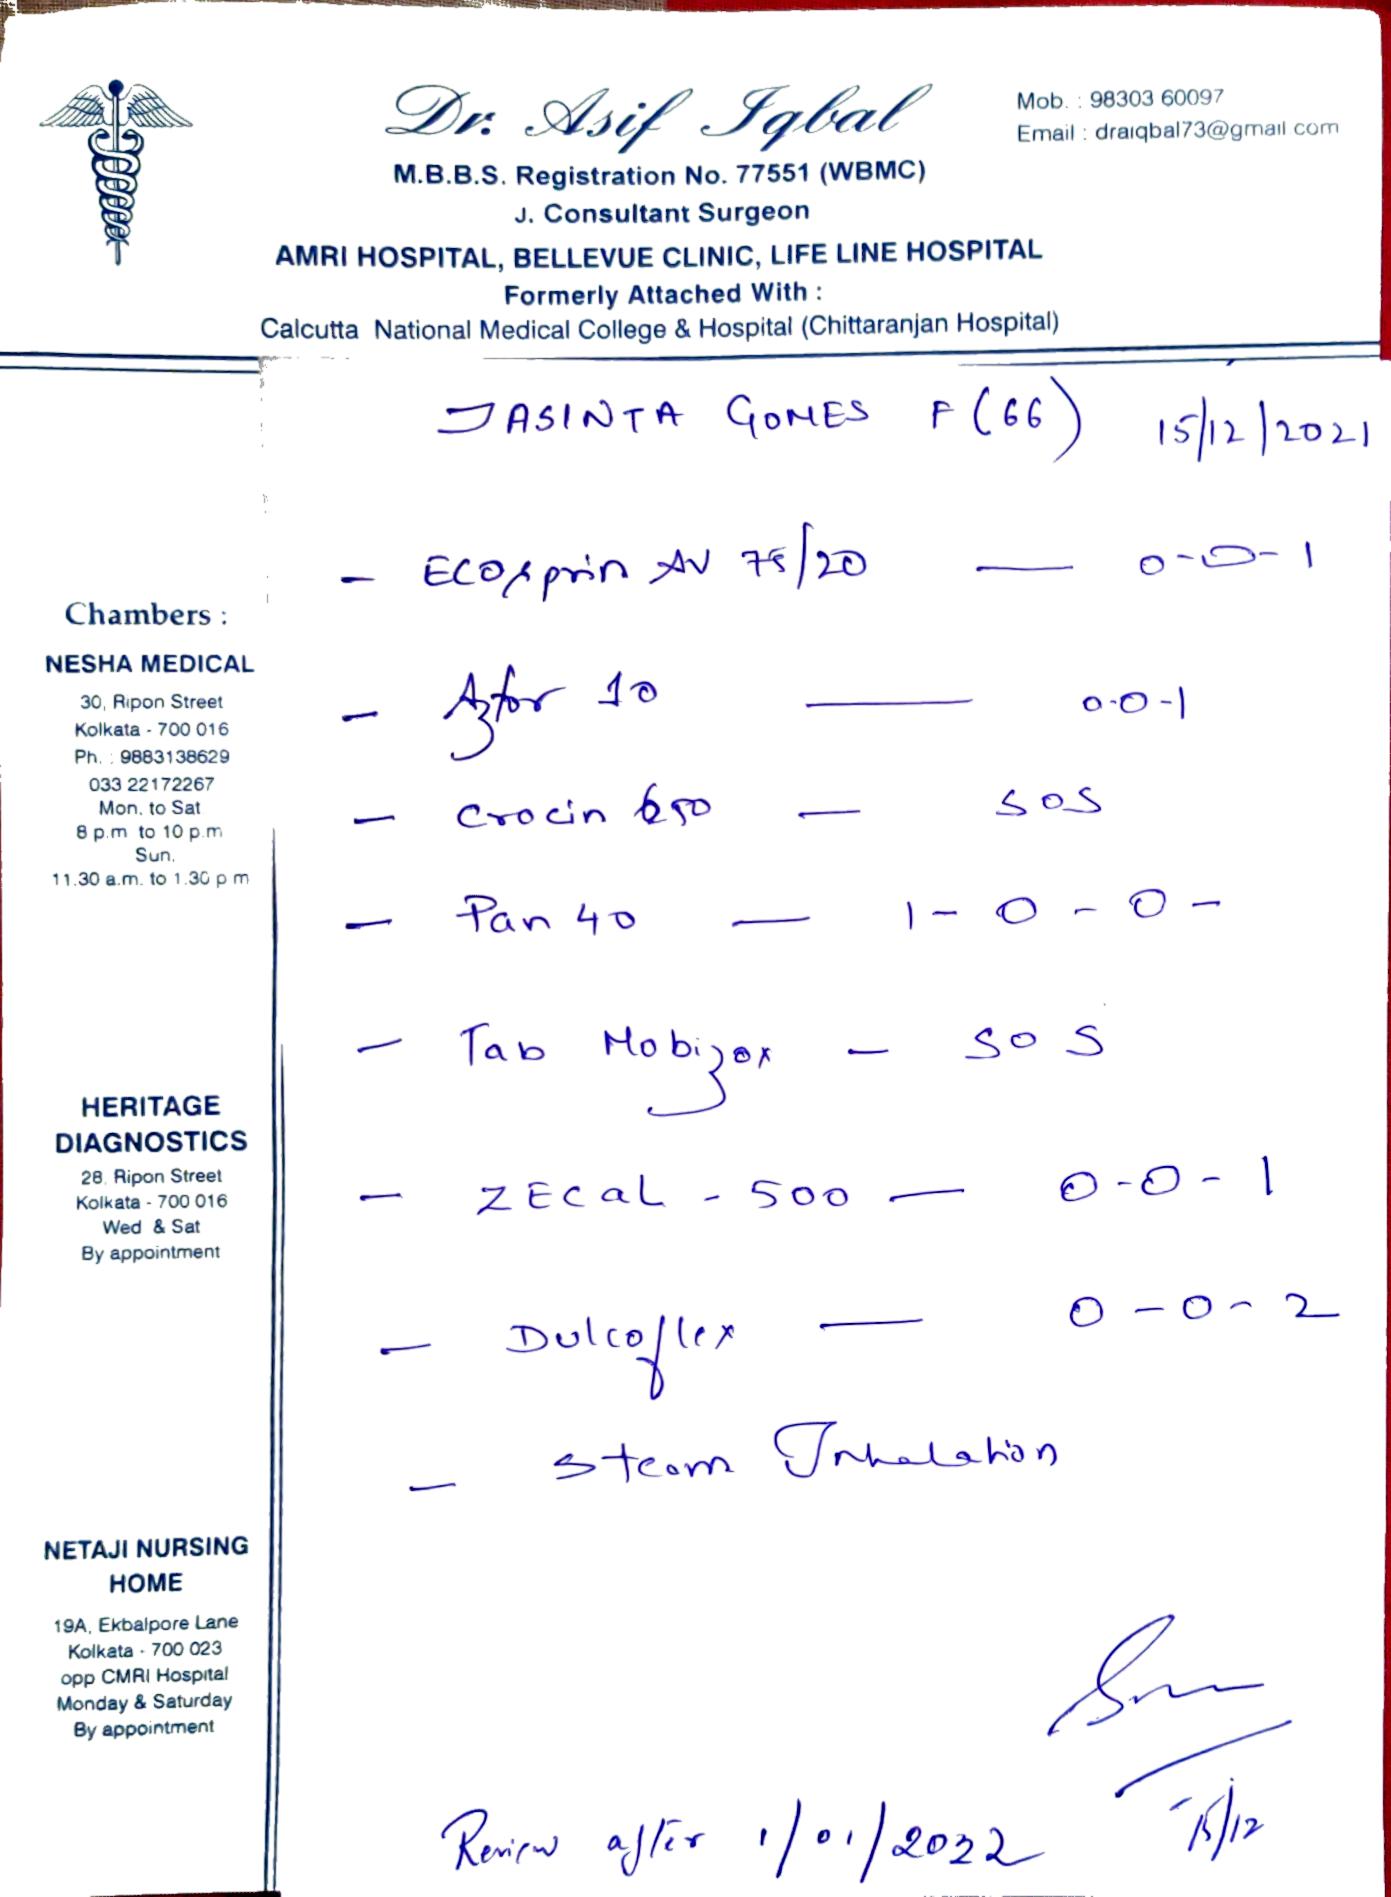 Dr. Asif Iqbal
Mob. : 98303 60097
Email : draiqbal73@gmail com
M.B.B.S. Registration No. 77551 (WBMC)
J. Consultant Surgeon
AMRI HOSPITAL, BELLEVUE CLINIC, LIFE LINE HOSPITAL
Formerly Attached With :
Calcutta National Medical College & Hospital (Chittaranjan Hospital)
JASINTA GOMES F (66) 15/12/2021
- ECOsprin AV 75/20 — 0-0-1
- Aztor 10 — 0-0-1
- Crocin 650 — SOS
- Pan 40 — 1-0-0-
- Tab Mobizox — SOS
- ZECAL - 500 — 0-0-1
- Dulcoflex — 0-0-2
- Steam Inhalation
15/12
Review after 1/01/2022
Chambers :
NESHA MEDICAL
30, Ripon Street
Kolkata - 700 016
Ph. : 9883138629
033 22172267
Mon. to Sat
8 p.m to 10 p.m
Sun.
11.30 a.m. to 1.30 p m
HERITAGE
DIAGNOSTICS
28, Ripon Street
Kolkata - 700 016
Wed & Sat
By appointment
NETAJI NURSING
HOME
19A, Ekbalpore Lane
Kolkata - 700 023
opp CMRI Hospital
Monday & Saturday
By appointment